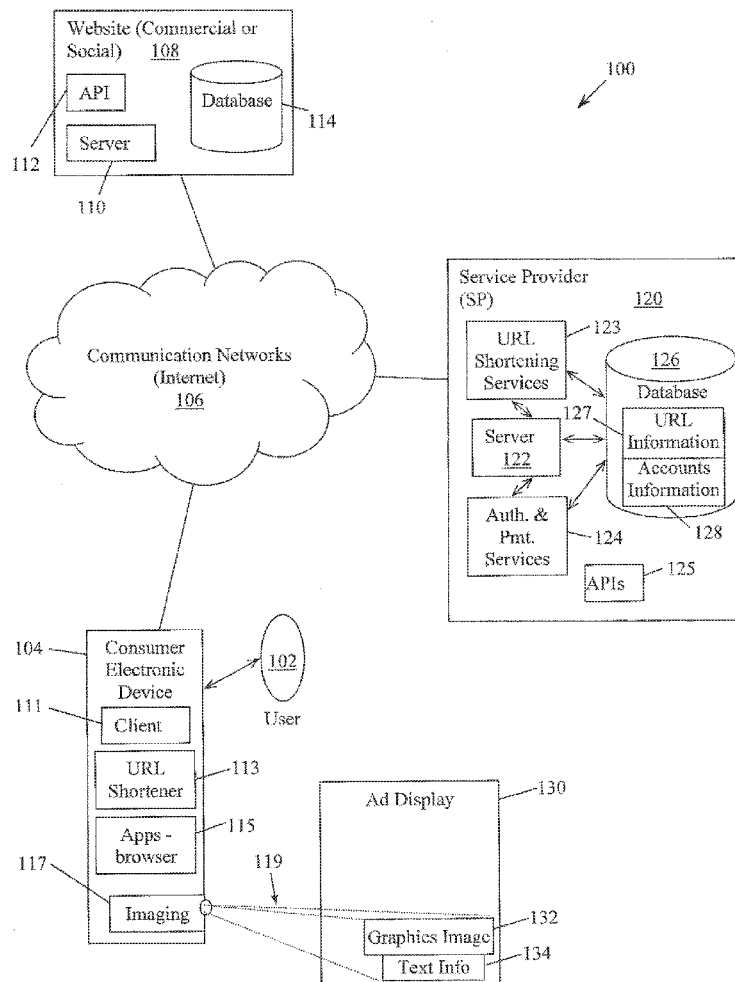 Website (Commercial or
Social) 108
API
Database
Server
112
114
110
100
Communication Networks
(Internet)
106
Service Provider
(SP) 120
URL
Shortening
Services
123
126
Database
127
URL
Information
Server
122
Accounts
Information
128
Auth. &
Pmt.
Services
124
APIs
125
104
Consumer
Electronic
Device
102
User
111
Client
URL
Shortener
113
Apps -
browser
115
117
Imaging
119
Ad Display
130
Graphics Image
132
Text Info
134